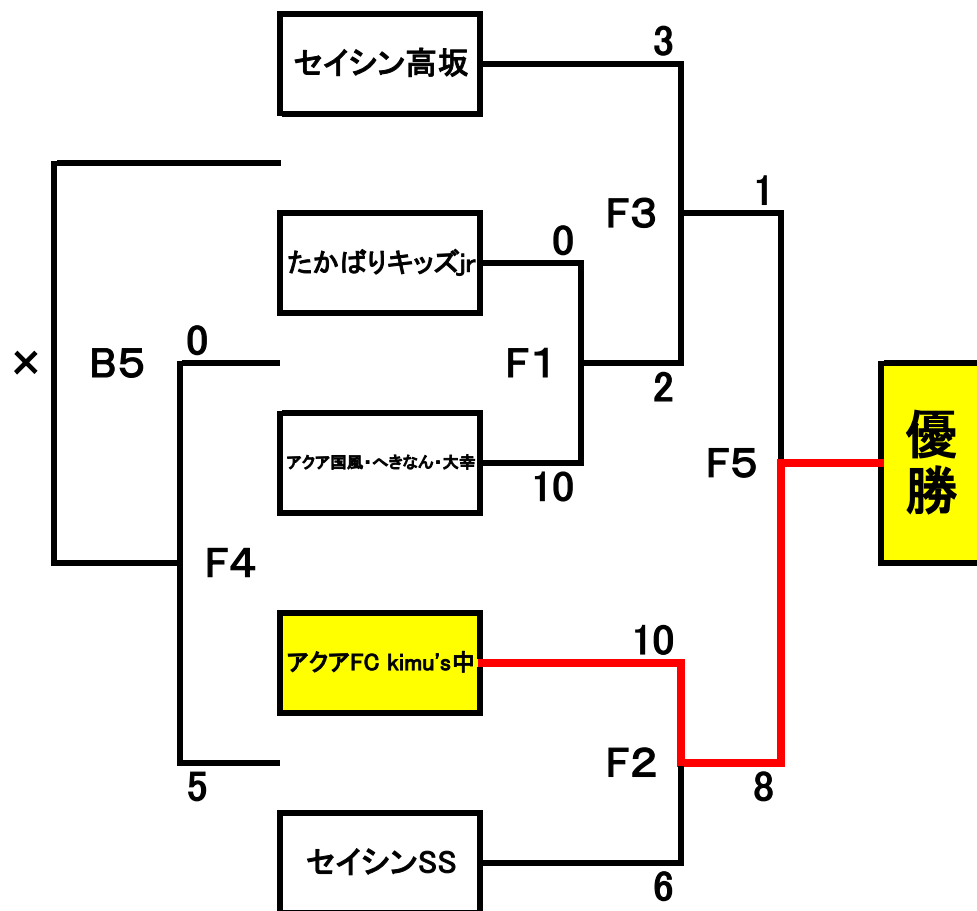 3
セイシン高坂
1
F3
0
たかばりキッズjr
0
×
B5
F1
2
優勝
アクア国風・へきなん・大幸
F5
10
F4
10
アクアFC kimu's中
F2
5
8
セイシンSS
6